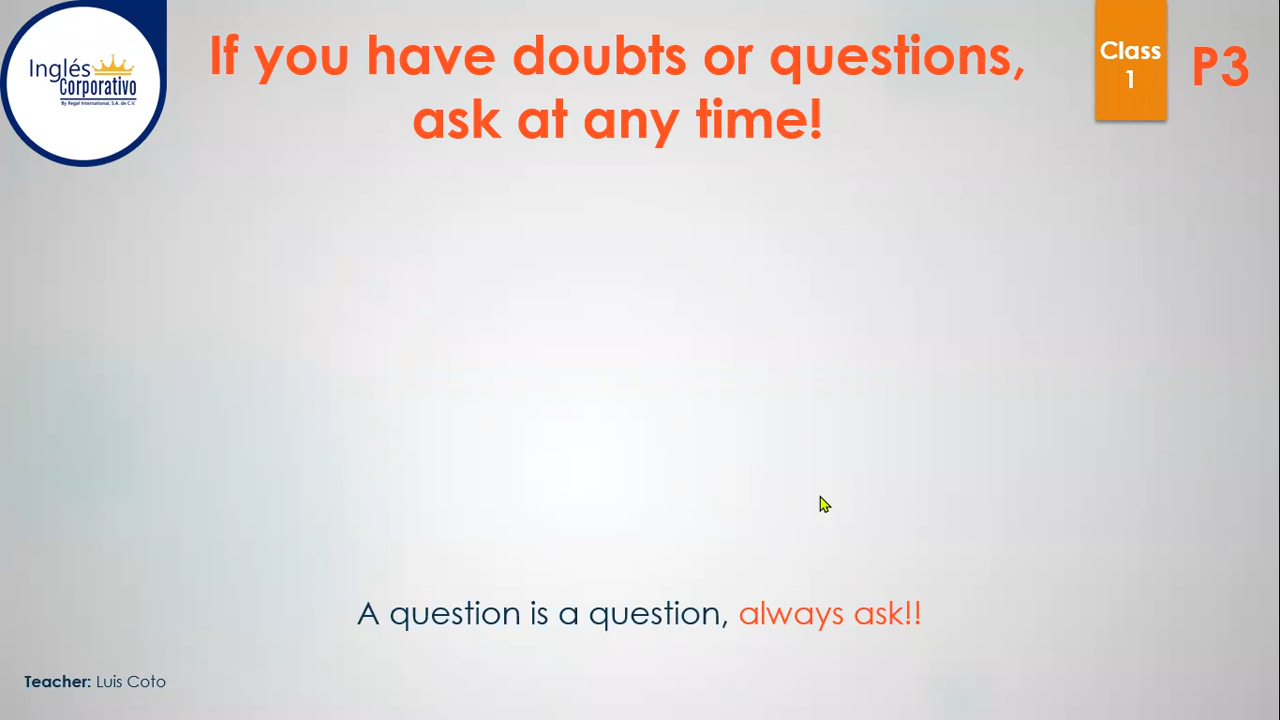 Inglés
Corporativo
By Regal International, S.A. de C.V.
If you have doubts or questions,
ask at any time!
Class
1
P3
A question is a question, always ask!!
Teacher: Luis Coto